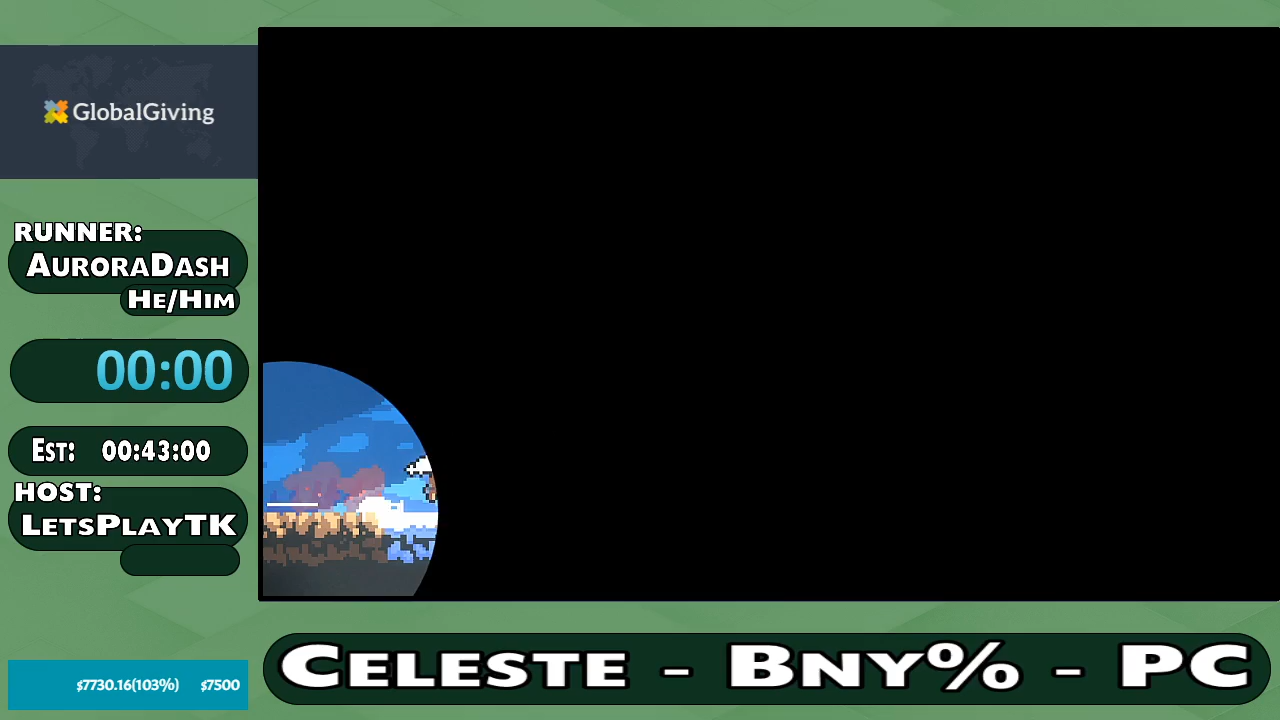 GlobalGiving
RUNNER:
AURORADASH
HE/HIM
00:00
EST: 00:43:00
HOST:
LETSPLAYTK
$7730.16(103%) $7500
CELESTE - BNY% - PC